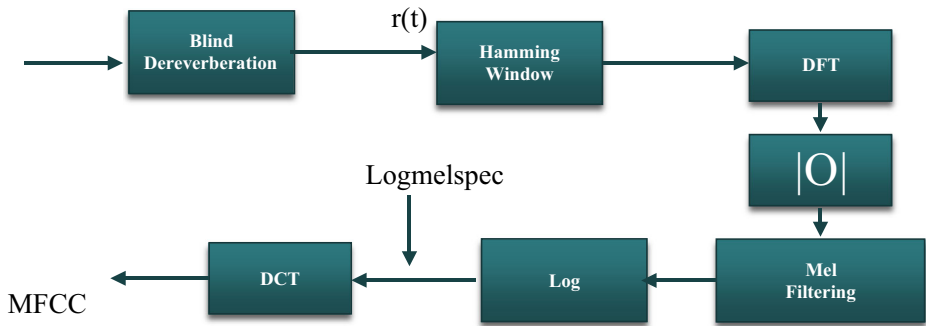 r(t)
Blind
Dereverberation
Hamming
Window
DFT
|O|
Logmelspec
Mel
Filtering
Log
DCT
MFCC